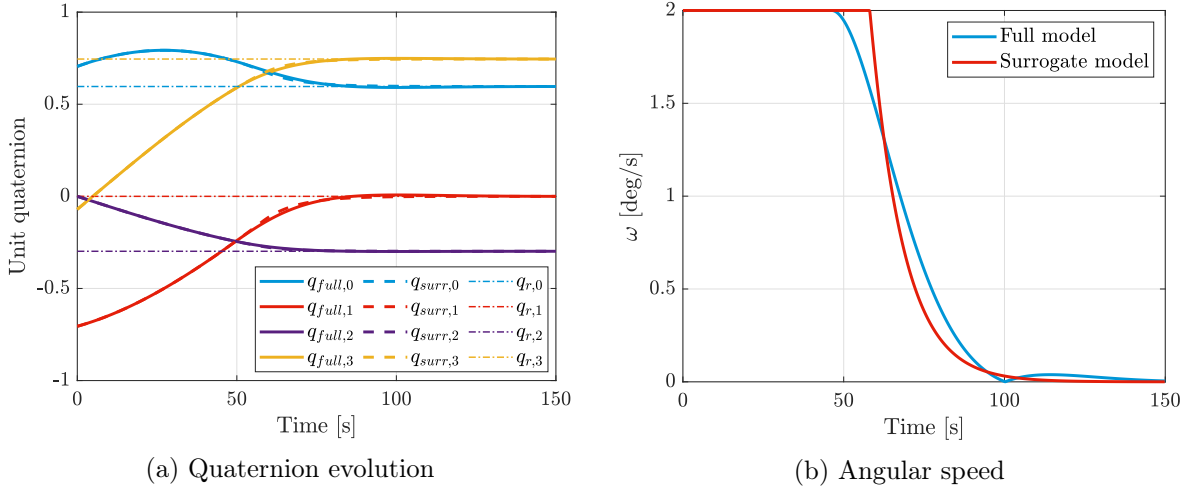 1
0.5
0
-0.5
-1
0
50
100
150
Unit quaternion
Time [s]
q_{full,0} q_{surr,0} q_{r,0}
q_{full,1} q_{surr,1} q_{r,1}
q_{full,2} q_{surr,2} q_{r,2}
q_{full,3} q_{surr,3} q_{r,3}
(a) Quaternion evolution
2
1.5
1
0.5
0
0
50
100
150
ω [deg/s]
Time [s]
Full model
Surrogate model
(b) Angular speed